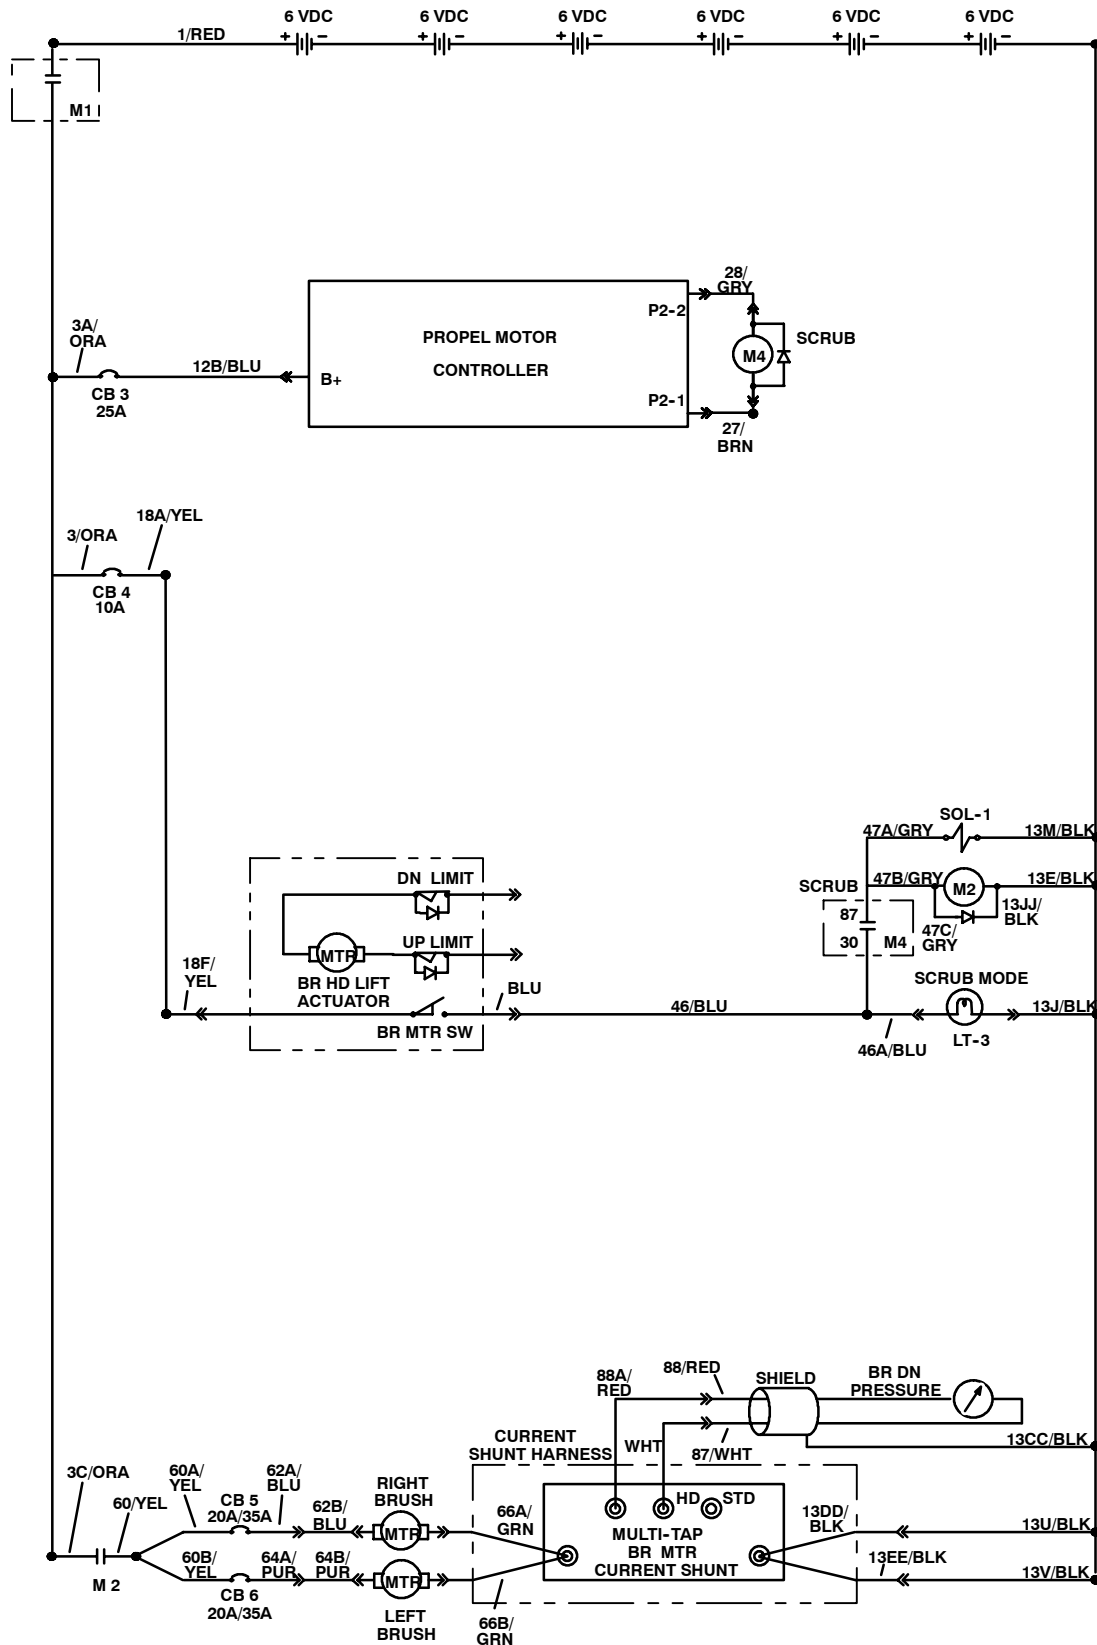 6 VDC 6 VDC 6 VDC 6 VDC 6 VDC 6 VDC
1/RED + - + - + - + - + - + -
M1
28/
GRY
P2-2
3A/
ORA
PROPEL MOTOR
SCRUB
M4
12B/BLU
CONTROLLER
B+
CB 3
25A
P2-1
27/
BRN
18A/YEL
3/ORA
CB 4
10A
SOL-1
47A/GRY 13M/BLK
DN LIMIT
SCRUB
47B/GRY
M2
13E/BLK
87
13JJ/
BLK
47C/
GRY
30 M4
UP LIMIT
MTR
18F/
YEL
BR HD LIFT
ACTUATOR
BLU
SCRUB MODE
46/BLU
13J/BLK
BR MTR SW
46A/BLU
LT-3
88A/
RED
88/RED
SHIELD
BR DN
PRESSURE
CURRENT
SHUNT HARNESS
WHT
87/WHT
13CC/BLK
3C/ORA
60A/
YEL
62A/
BLU
60/YEL
CB 5
20A/35A
62B/
BLU
RIGHT
BRUSH
MTR
66A/
GRN
HD STD
13DD/
BLK
13U/BLK
MULTI-TAP
BR MTR
CURRENT SHUNT
M 2
60B/
YEL
64A/
PUR
64B/
PUR
MTR
13EE/BLK
13V/BLK
CB 6
20A/35A
LEFT
BRUSH
66B/
GRN